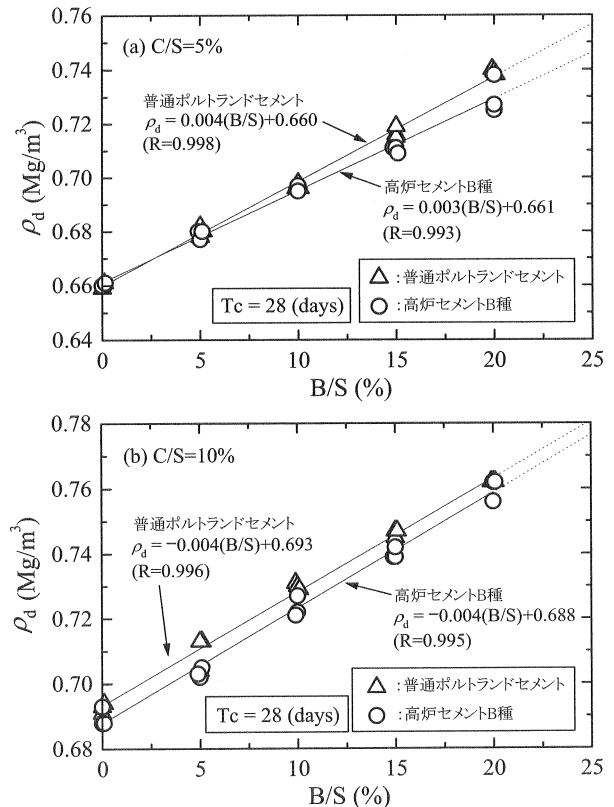 0.76
(a) C/S=5%
0.74
普通ポルトランドセメント
ρd = 0.004(B/S)+0.660
(R=0.998)
0.72
0.70
高炉セメントB種
ρd = 0.003(B/S)+0.661
(R=0.993)
0.68
0.66
0.64
ρd (Mg/m³)
Tc = 28 (days)
△ :普通ポルトランドセメント
○ :高炉セメントB種
0 5 10 15 20 25
B/S (%)
0.78
(b) C/S=10%
0.76
普通ポルトランドセメント
ρd = −0.004(B/S)+0.693
(R=0.996)
0.74
0.72
高炉セメントB種
ρd = −0.004(B/S)+0.688
(R=0.995)
0.70
0.68
ρd (Mg/m³)
Tc = 28 (days)
△ :普通ポルトランドセメント
○ :高炉セメントB種
0 5 10 15 20 25
B/S (%)